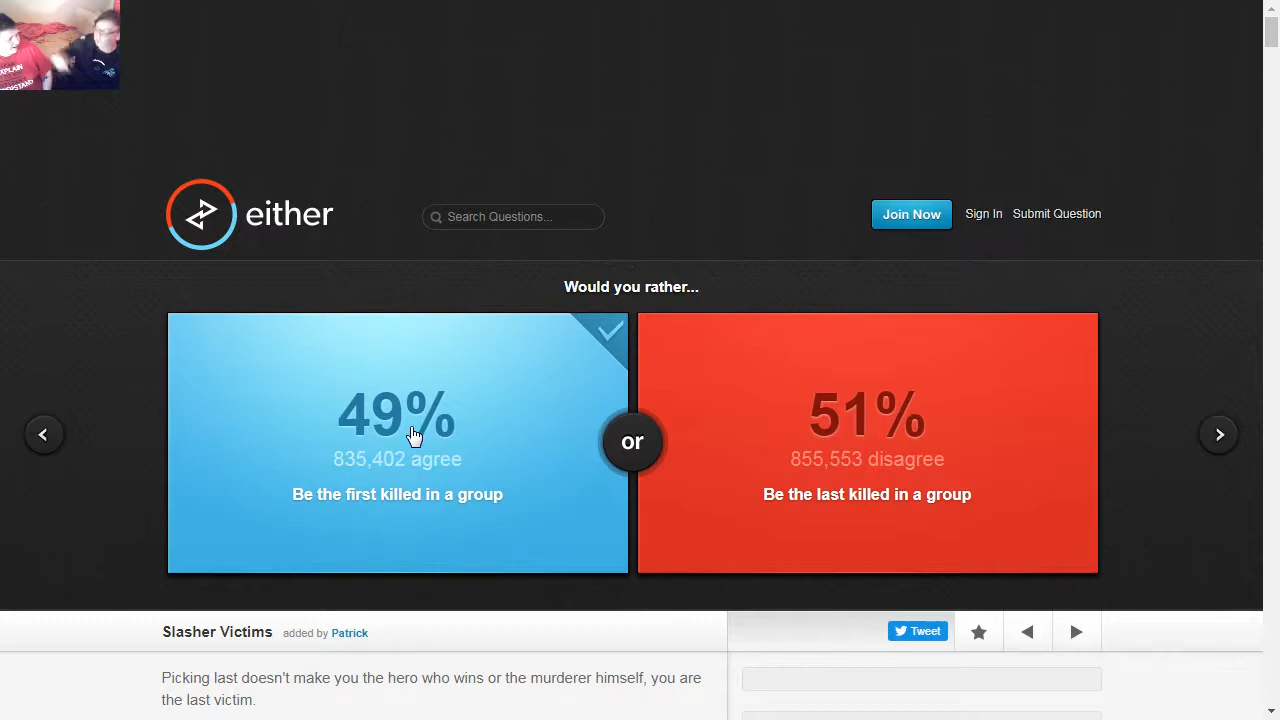 EXPLAIN
either
Search Questions...
Join Now
Sign In
Submit Question
Would you rather...
49%
835,402 agree
Be the first killed in a group
or
51%
855,553 disagree
Be the last killed in a group
Slasher Victims added by Patrick
Tweet
Picking last doesn't make you the hero who wins or the murderer himself, you are
the last victim.